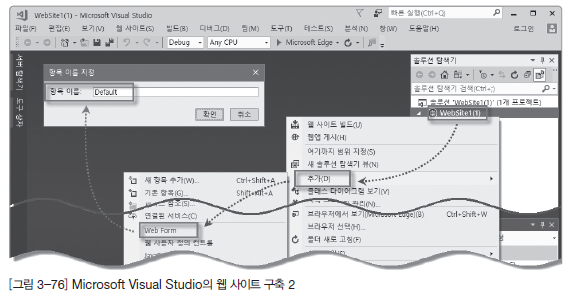 WebSite1(1) - Microsoft Visual Studio
빠른 실행(Ctrl+Q)
파일(F) 편집(E) 보기(V) 웹 사이트(S) 빌드(B) 디버그(D) 팀(M) 도구(T) 테스트(S) 분석(N) 창(W) 도움말(H)
로그인
Debug Any CPU Microsoft Edge
서버 탐색기 도구 상자
항목 이름 지정
항목 이름: Default
확인 취소
솔루션 탐색기
솔루션 탐색기 검색(Ctrl+;)
솔루션 'WebSite1(1)' (1개 프로젝트)
WebSite1(1)
웹 사이트 빌드(U)
웹앱 게시(H)
여기까지 범위 지정(S)
새 솔루션 탐색기 뷰(N)
추가(D)
클래스 다이어그램 보기(V)
브라우저에서 보기(Microsoft Edge)(B) Ctrl+Shift+W
브라우저 선택(H)...
폴더 새로 고침(F)
새 항목 추가(W)... Ctrl+Shift+A
기존 항목(G)... Shift+Alt+A
연결된 서비스(C)
Web Form
웹 사용자 정의 컨트롤
[그림 3-76] Microsoft Visual Studio의 웹 사이트 구축 2